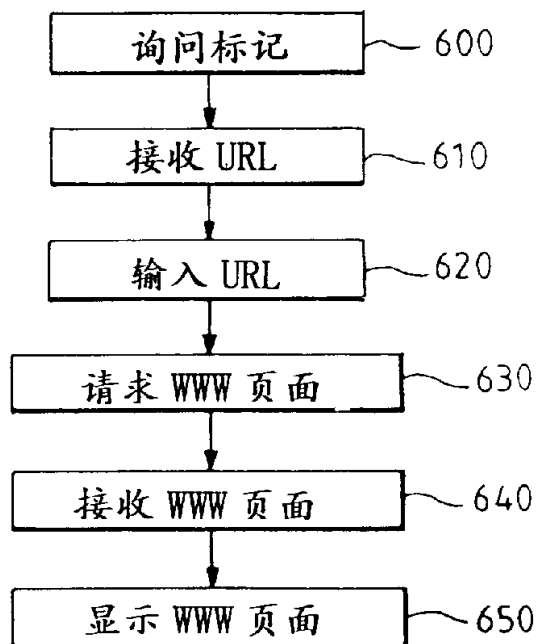 询问标记 600
接收 URL 610
输入 URL 620
请求 WWW 页面 630
接收 WWW 页面 640
显示 WWW 页面 650